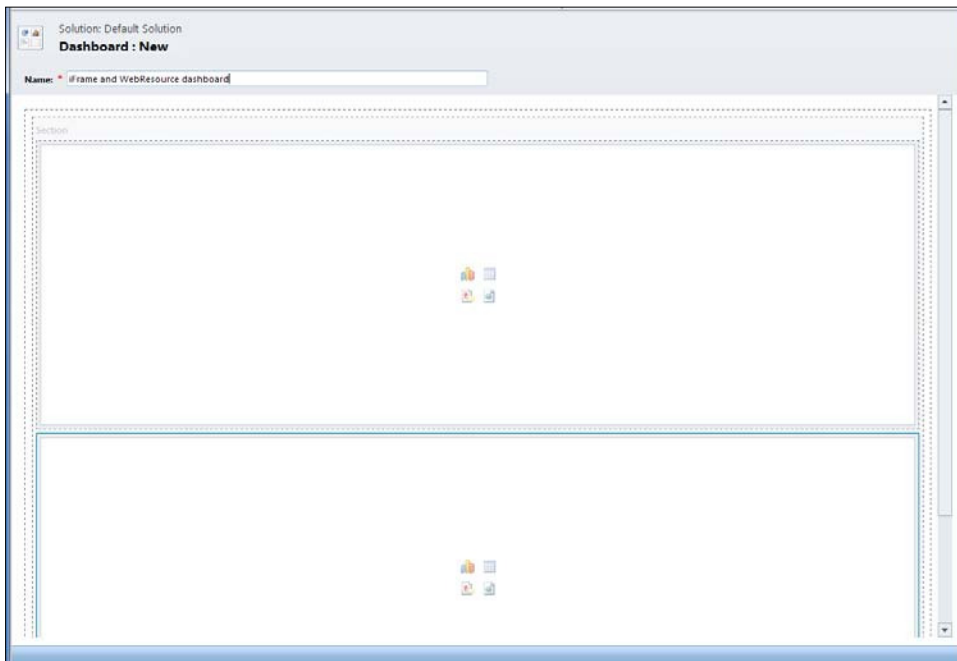 Solution: Default Solution
Dashboard : New
Name: * iFrame and WebResource dashboard
Section